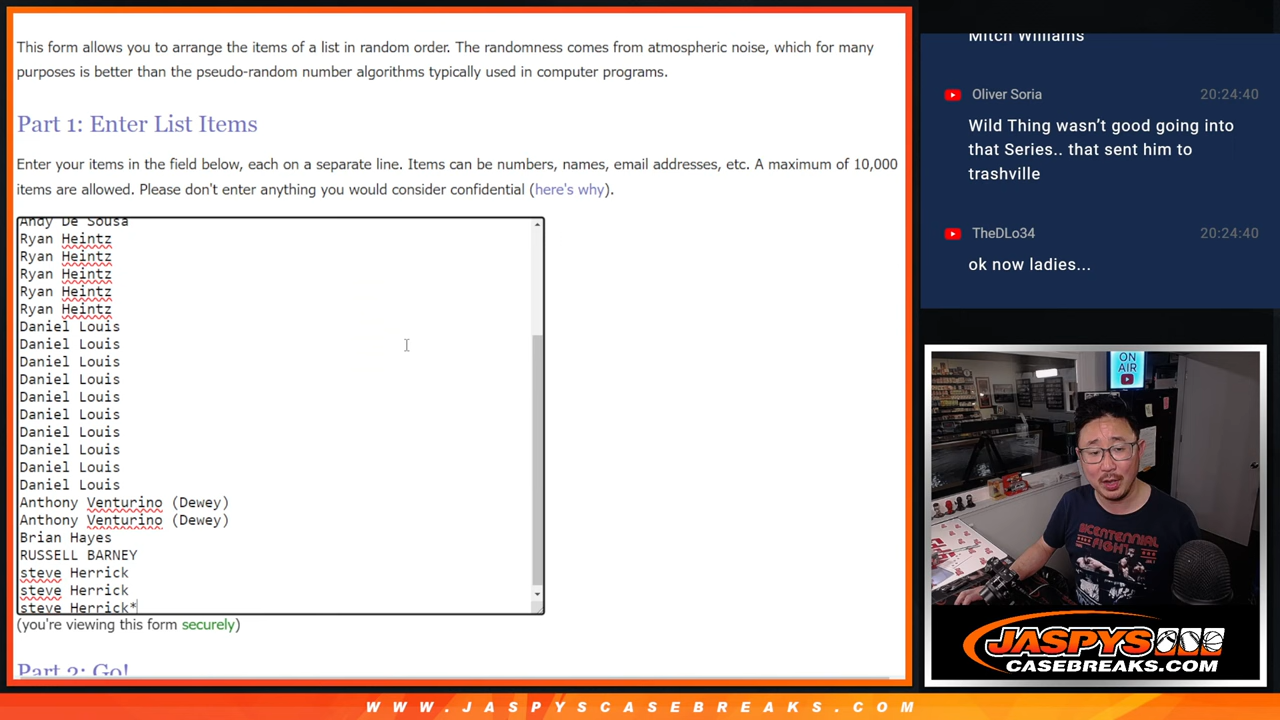 This form allows you to arrange the items of a list in random order. The randomness comes from atmospheric noise, which for many
purposes is better than the pseudo-random number algorithms typically used in computer programs.
Part 1: Enter List Items
Enter your items in the field below, each on a separate line. Items can be numbers, names, email addresses, etc. A maximum of 10,000
items are allowed. Please don't enter anything you would consider confidential (here's why).
Andy De Sousa
Ryan Heintz
Ryan Heintz
Ryan Heintz
Ryan Heintz
Ryan Heintz
Daniel Louis
Daniel Louis
Daniel Louis
Daniel Louis
Daniel Louis
Daniel Louis
Daniel Louis
Daniel Louis
Daniel Louis
Daniel Louis
Anthony Venturino (Dewey)
Anthony Venturino (Dewey)
Brian Hayes
RUSSELL BARNEY
steve Herrick
steve Herrick
steve Herrick*
(you're viewing this form securely)
Part 2: Go!
Mitch Williams
Oliver Soria 20:24:40
Wild Thing wasn't good going into
that Series.. that sent him to
trashville
TheDLo34 20:24:40
ok now ladies...
ON
AIR
BICENTENNIAL
FIGHT
JASPYS
CASEBREAKS.COM
WWW.JASPYSCASEBREAKS.COM